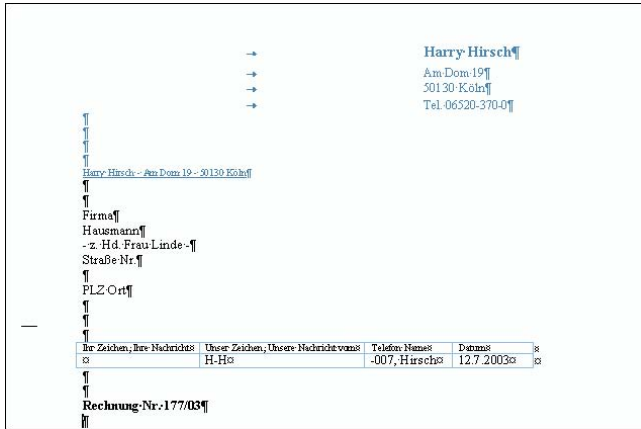 Harry Hirsch
Am Dom 19
50130 Köln
Tel. 06520-370-0
Harry Hirsch - Am Dom 19 - 50130 Köln
Firma
Hausmann
- z. Hd. Frau Linde -
Straße Nr.
PLZ Ort
Ihr Zeichen; Ihre Nachricht Unser Zeichen; Unsere Nachricht vom Telefon Name Datum
H-H -007, Hirsch 12.7.2003
Rechnung Nr. 177/03